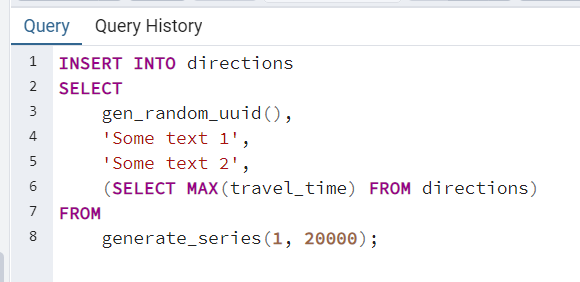 Query Query History
1 INSERT INTO directions
2 SELECT
3 gen_random_uuid(),
4 'Some text 1',
5 'Some text 2',
6 (SELECT MAX(travel_time) FROM directions)
7 FROM
8 generate_series(1, 20000);